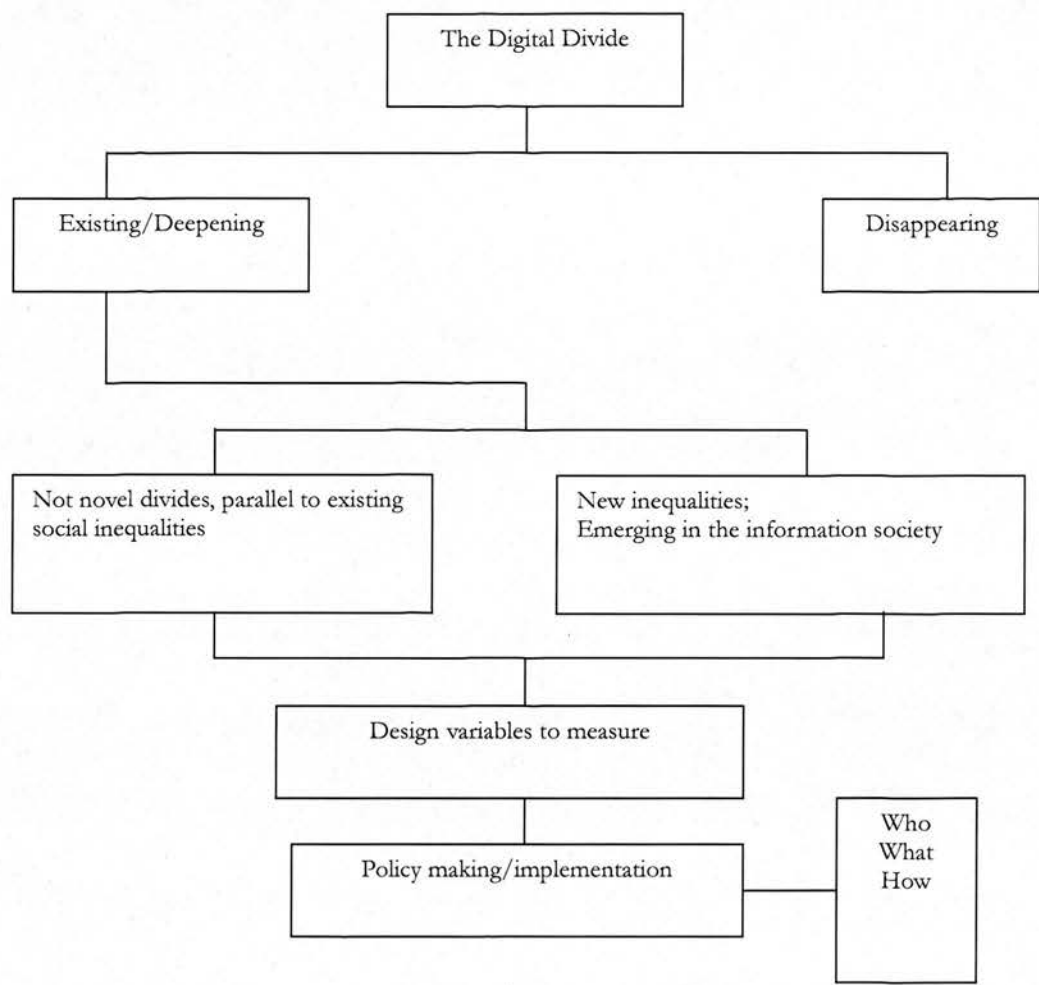 The Digital Divide
Existing/Deepening
Disappearing
Not novel divides, parallel to existing
social inequalities
New inequalities;
Emerging in the information society
Design variables to measure
Policy making/implementation
Who
What
How